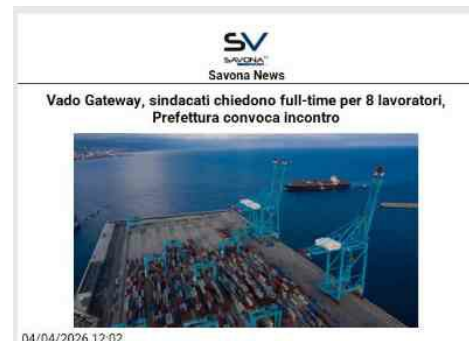 SV
SAVONA
Savona News
Vado Gateway, sindacati chiedono full-time per 8 lavoratori,
Prefettura convoca incontro
04/04/2026 12:02